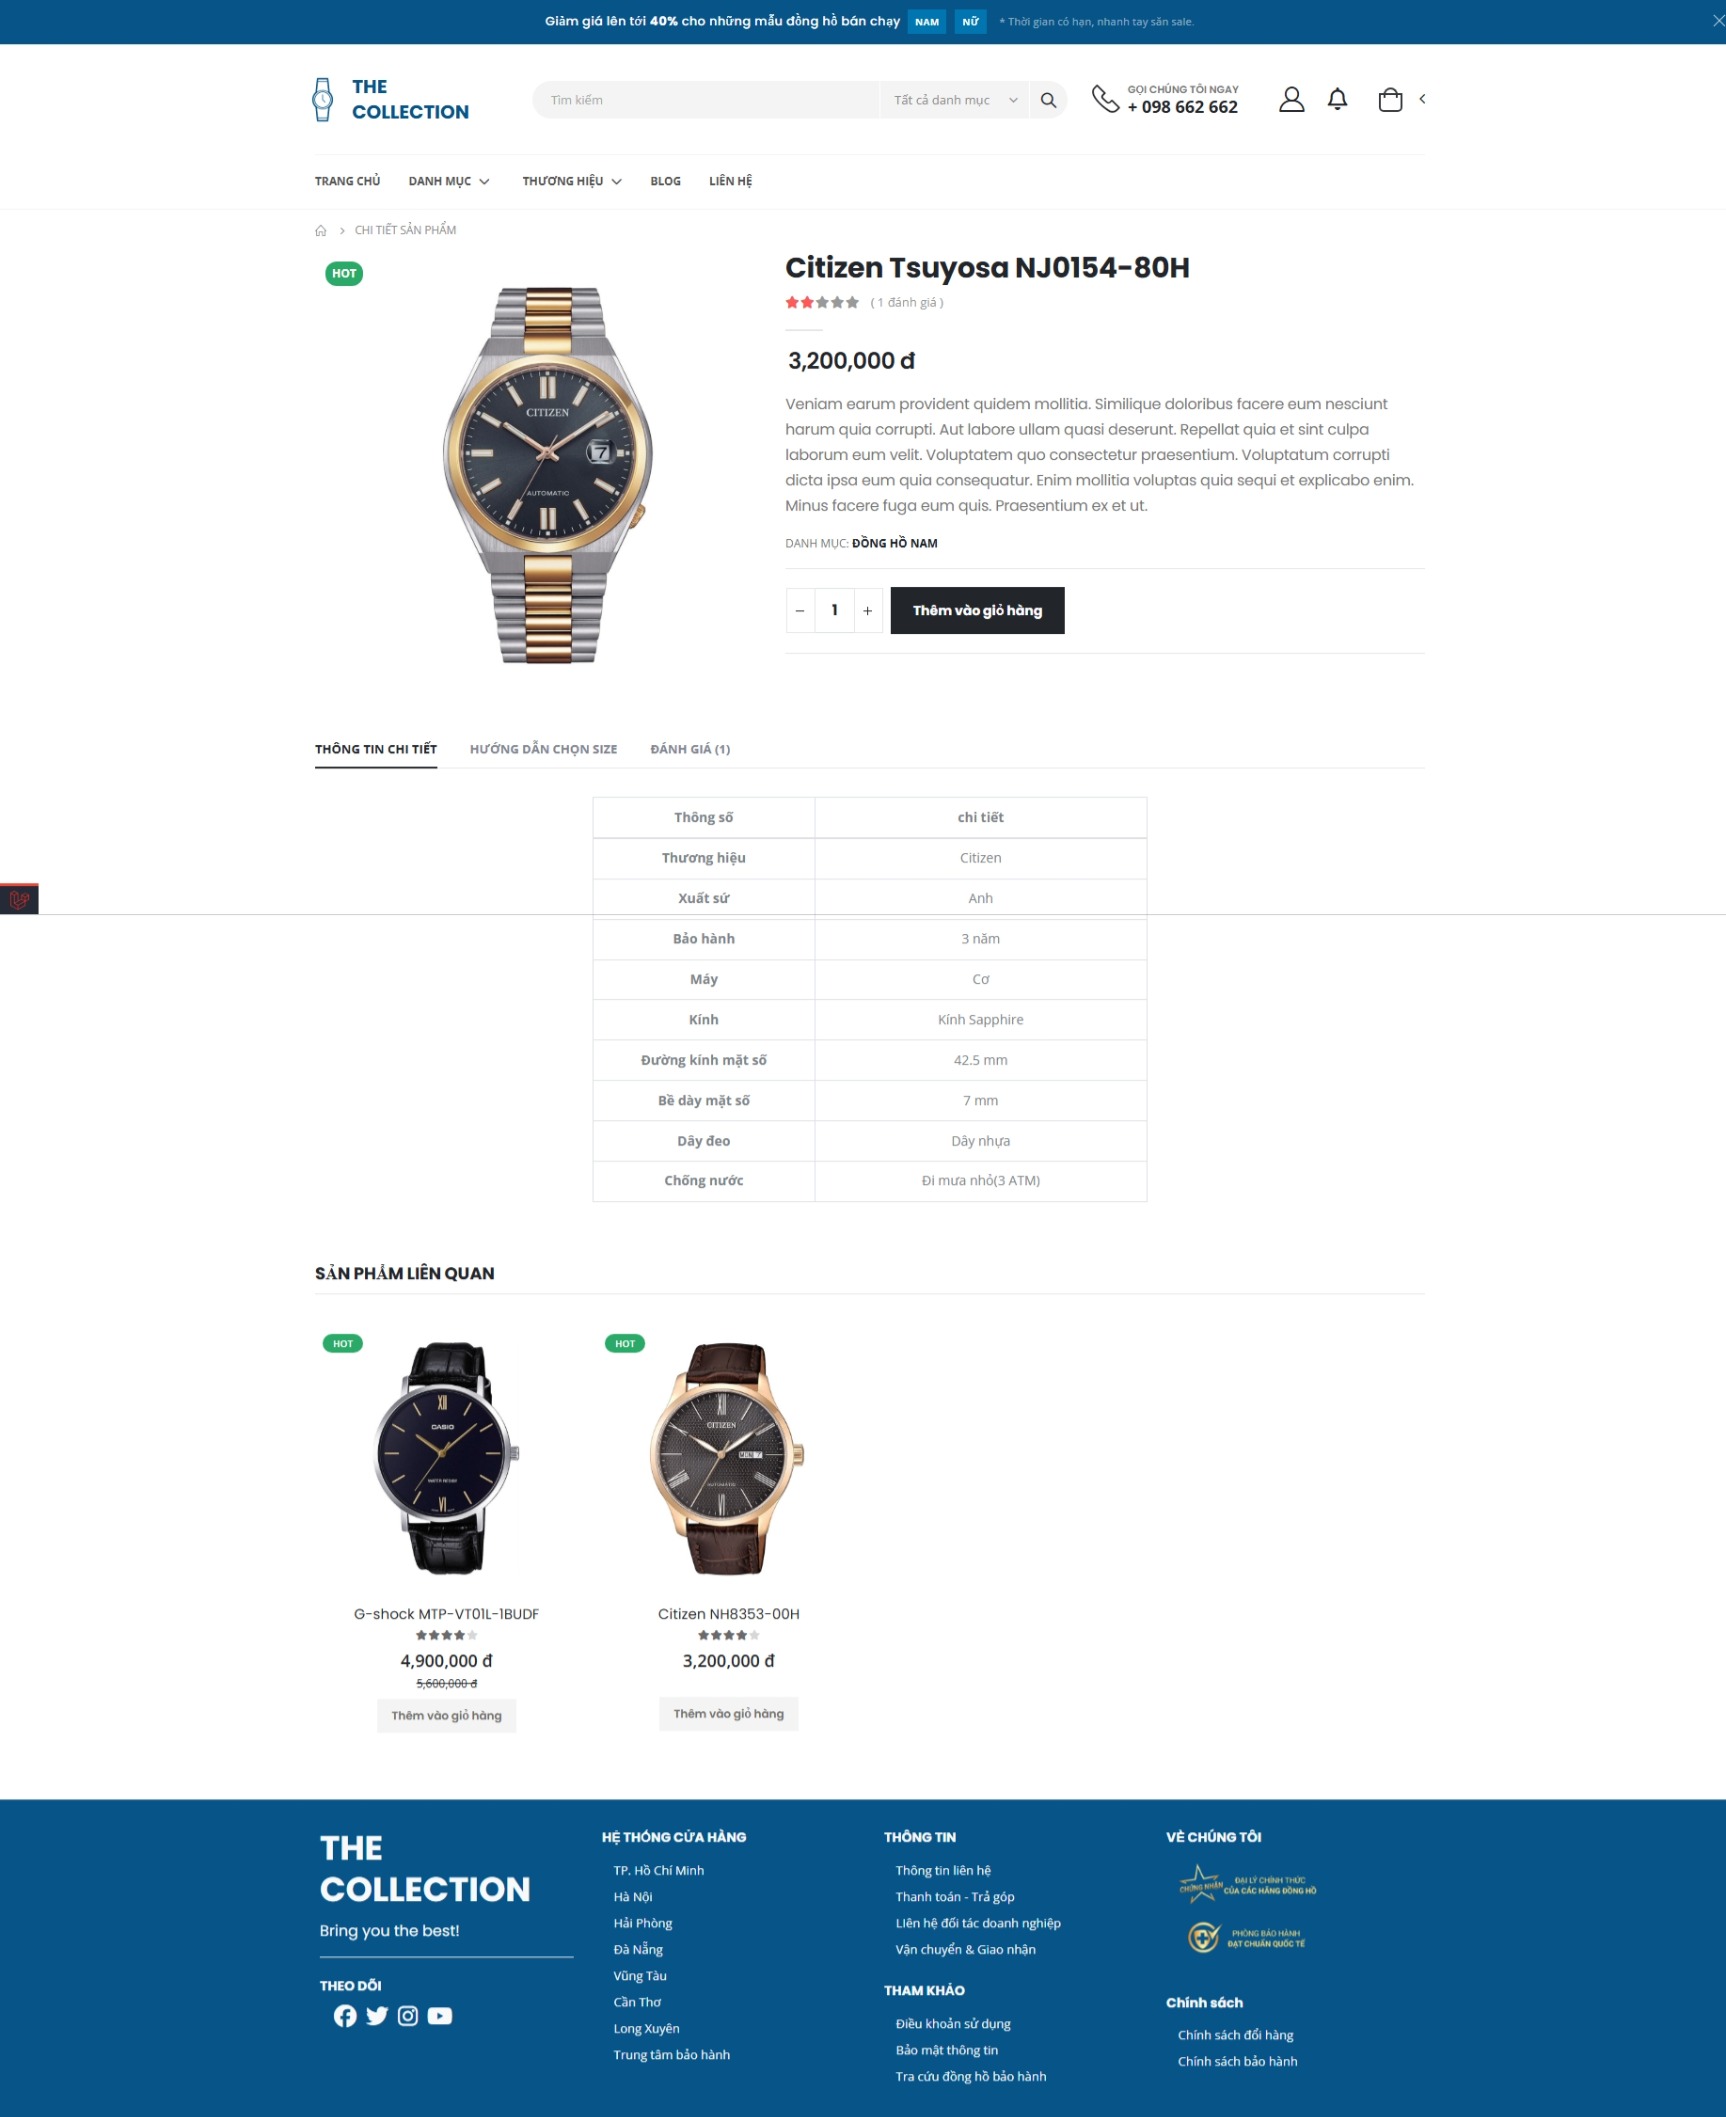 Giảm giá lên tới 40% cho những mẫu đồng hồ bán chạy NAM NỮ * Thời gian có hạn, nhanh tay săn sale.
THE
COLLECTION
Tìm kiếm
Tất cả danh mục
GỌI CHÚNG TÔI NGAY
+ 098 662 662
TRANG CHỦ DANH MỤC THƯƠNG HIỆU BLOG LIÊN HỆ
CHI TIẾT SẢN PHẨM
HOT
CITIZEN
7
AUTOMATIC
Citizen Tsuyosa NJ0154-80H
( 1 đánh giá )
3,200,000 đ
Veniam earum provident quidem mollitia. Similique doloribus facere eum nesciunt
harum quia corrupti. Aut labore ullam quasi deserunt. Repellat quia et sint culpa
laborum eum velit. Voluptatem quo consectetur praesentium. Voluptatum corrupti
dicta ipsa eum quia consequatur. Enim mollitia voluptas quia sequi et explicabo enim.
Minus facere fuga eum quis. Praesentium ex et ut.
DANH MỤC: ĐỒNG HỒ NAM
− 1 + Thêm vào giỏ hàng
THÔNG TIN CHI TIẾT HƯỚNG DẪN CHỌN SIZE ĐÁNH GIÁ (1)
Thông số chi tiết
Thương hiệu Citizen
Xuất sứ Anh
Bảo hành 3 năm
Máy Cơ
Kính Kính Sapphire
Đường kính mặt số 42.5 mm
Bề dày mặt số 7 mm
Dây đeo Dây nhựa
Chống nước Đi mưa nhỏ(3 ATM)
SẢN PHẨM LIÊN QUAN
HOT
CASIO
WATER RESIST
G-shock MTP-VT01L-1BUDF
4,900,000 đ
5,600,000 đ
Thêm vào giỏ hàng
HOT
CITIZEN
MON 7
AUTOMATIC
Citizen NH8353-00H
3,200,000 đ
Thêm vào giỏ hàng
THE
COLLECTION
Bring you the best!
THEO DÕI
HỆ THỐNG CỬA HÀNG
TP. Hồ Chí Minh
Hà Nội
Hải Phòng
Đà Nẵng
Vũng Tàu
Cần Thơ
Long Xuyên
Trung tâm bảo hành
THÔNG TIN
Thông tin liên hệ
Thanh toán - Trả góp
Liên hệ đối tác doanh nghiệp
Vận chuyển & Giao nhận
THAM KHẢO
Điều khoản sử dụng
Bảo mật thông tin
Tra cứu đồng hồ bảo hành
VỀ CHÚNG TÔI
CHỨNG NHẬN
ĐẠI LÝ CHÍNH THỨC
CỦA CÁC HÃNG ĐỒNG HỒ
PHÒNG BẢO HÀNH
ĐẠT CHUẨN QUỐC TẾ
Chính sách
Chính sách đổi hàng
Chính sách bảo hành